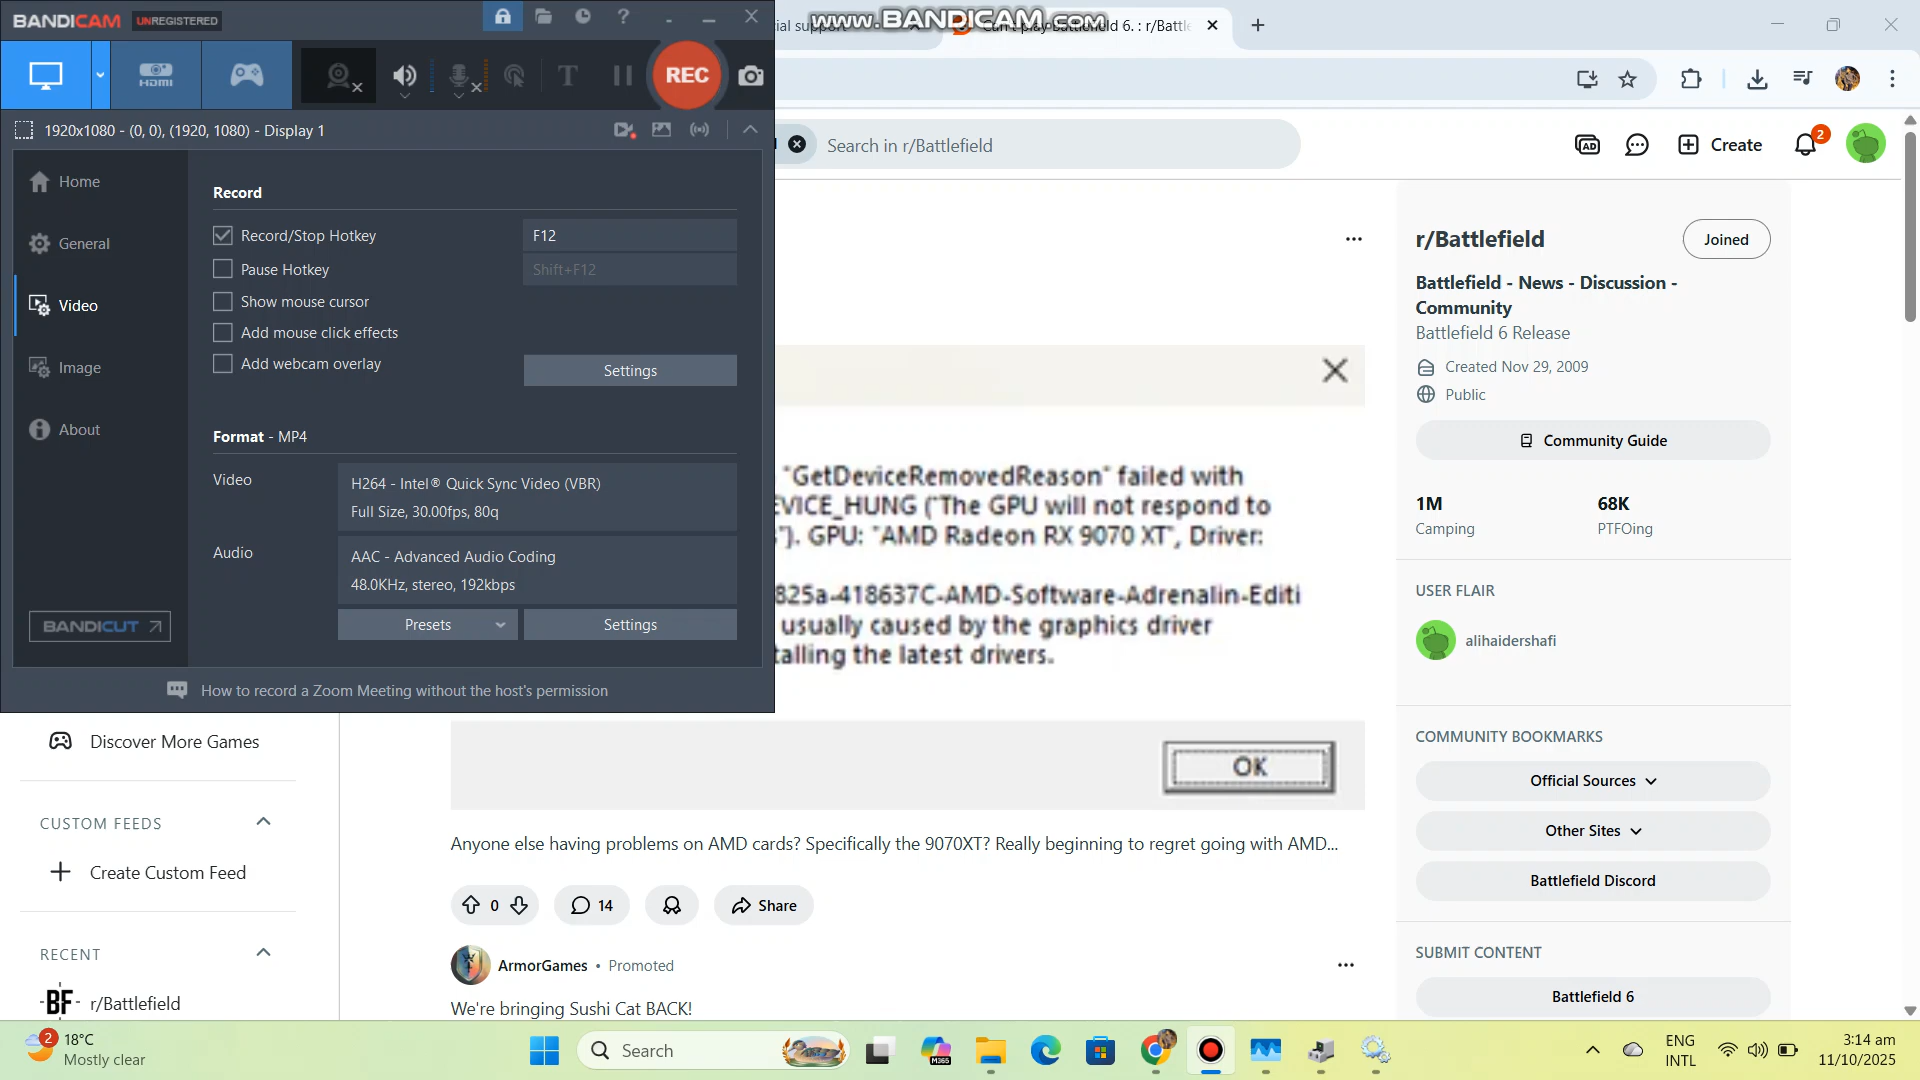 BANDICAM UNREGISTERED
www.BANDICAM.com
Can't play Battlefield 6. : r/Battle
HDMI
REC
1920x1080 - (0, 0), (1920, 1080) - Display 1
Home
General
Video
Image
About
BANDICUT
Record
Record/Stop Hotkey
F12
Pause Hotkey
Shift+F12
Show mouse cursor
Add mouse click effects
Add webcam overlay
Settings
Format - MP4
Video
H264 - Intel® Quick Sync Video (VBR)
Full Size, 30.00fps, 80q
Audio
AAC - Advanced Audio Coding
48.0KHz, stereo, 192kbps
Presets
Settings
How to record a Zoom Meeting without the host's permission
Search in r/Battlefield
AD
Create
2
"GetDeviceRemovedReason" failed with
EVICE_HUNG ("The GPU will not respond to
"). GPU: "AMD Radeon RX 9070 XT", Driver:
825a-418637C-AMD-Software-Adrenalin-Editi
usually caused by the graphics driver
talling the latest drivers.
OK
Anyone else having problems on AMD cards? Specifically the 9070XT? Really beginning to regret going with AMD...
0
14
Share
ArmorGames • Promoted
We're bringing Sushi Cat BACK!
Discover More Games
CUSTOM FEEDS
Create Custom Feed
RECENT
BF r/Battlefield
r/Battlefield
Joined
Battlefield - News - Discussion -
Community
Battlefield 6 Release
Created Nov 29, 2009
Public
Community Guide
1M
Camping
68K
PTFOing
USER FLAIR
alihaidershafi
COMMUNITY BOOKMARKS
Official Sources
Other Sites
Battlefield Discord
SUBMIT CONTENT
Battlefield 6
2
18°C
Mostly clear
Search
M365
ENG
INTL
3:14 am
11/10/2025